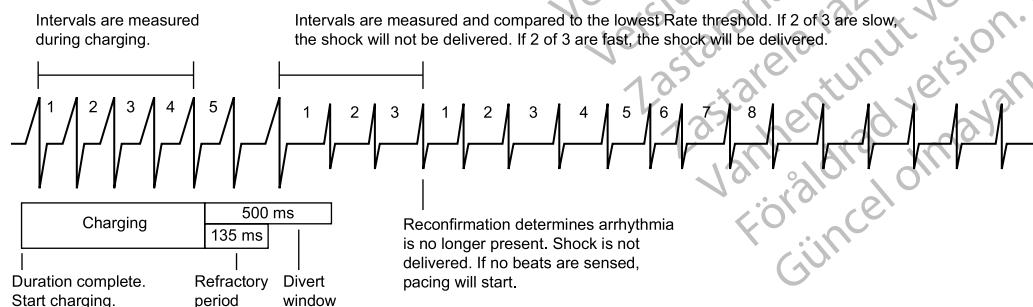 Intervals are measured
during charging.
Intervals are measured and compared to the lowest Rate threshold. If 2 of 3 are slow,
the shock will not be delivered. If 2 of 3 are fast, the shock will be delivered.
1 2 3 4 5 1 2 3 1 2 3 4 5 6 7 8
Charging
500 ms
135 ms
Duration complete.
Start charging.
Refractory
period
Divert
window
Reconfirmation determines arrhythmia
is no longer present. Shock is not
delivered. If no beats are sensed,
pacing will start.
Zastarela
Vanhentunut
Föråldrad version.
Güncel olmayan